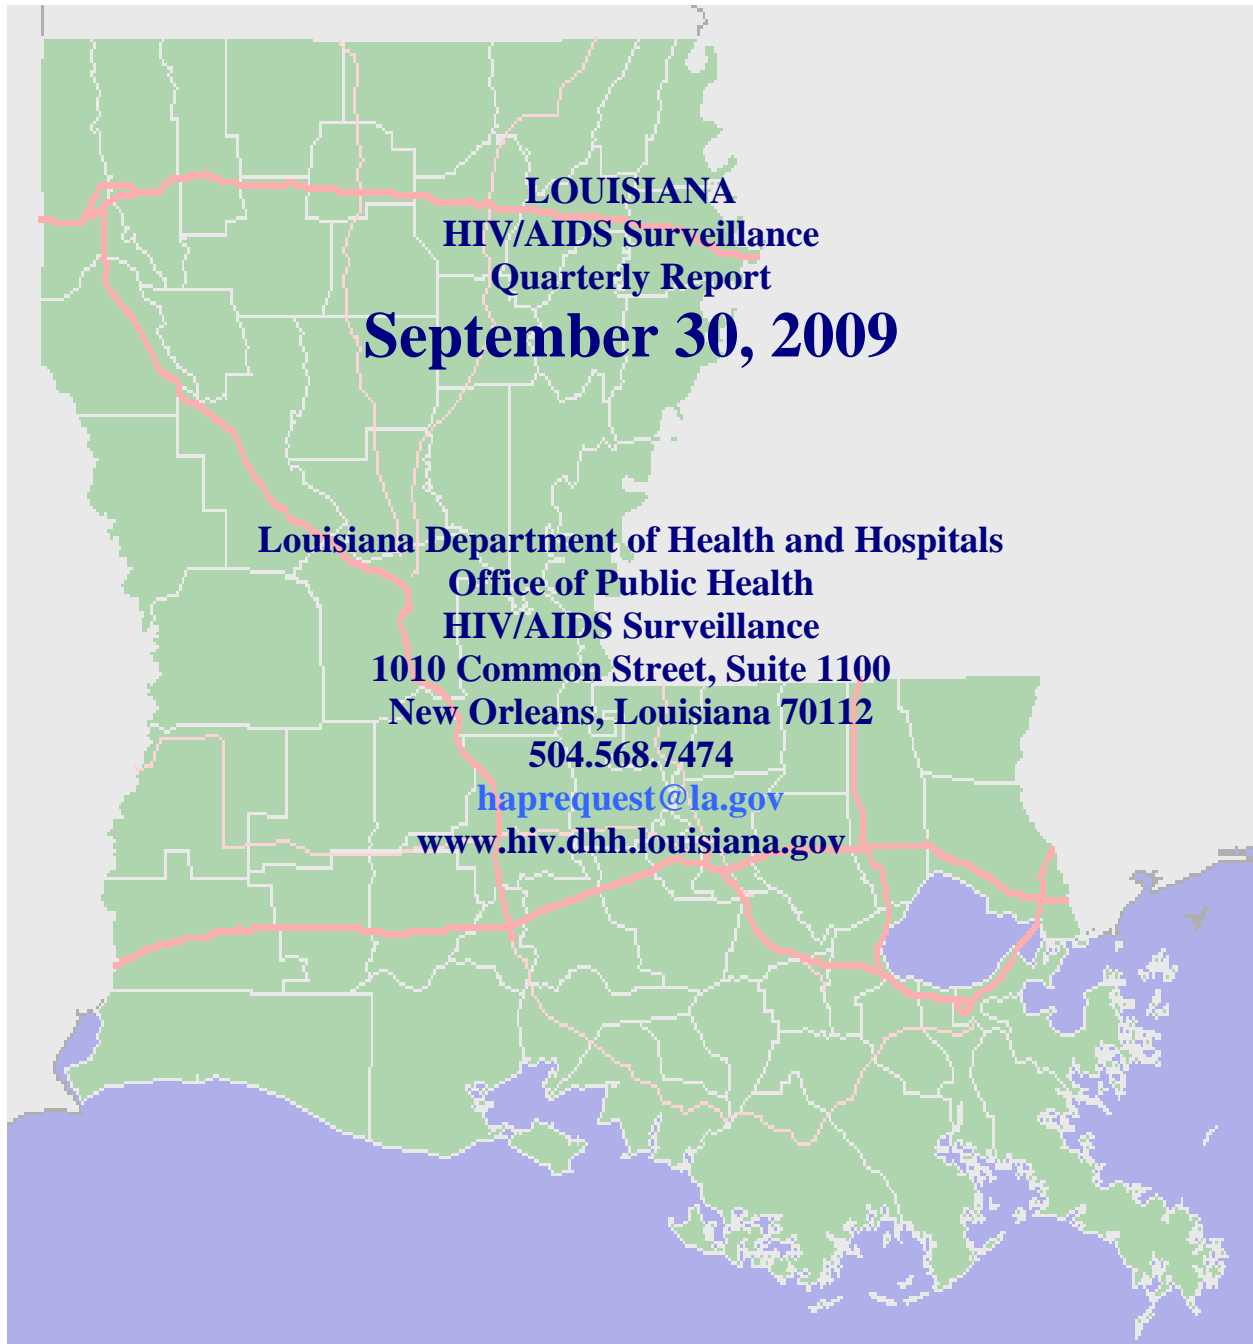 LOUISIANA
HIV/AIDS Surveillance
Quarterly Report
September 30, 2009
Louisiana Department of Health and Hospitals
Office of Public Health
HIV/AIDS Surveillance
1010 Common Street, Suite 1100
New Orleans, Louisiana 70112
504.568.7474
haprequest@la.gov
www.hiv.dhh.louisiana.gov